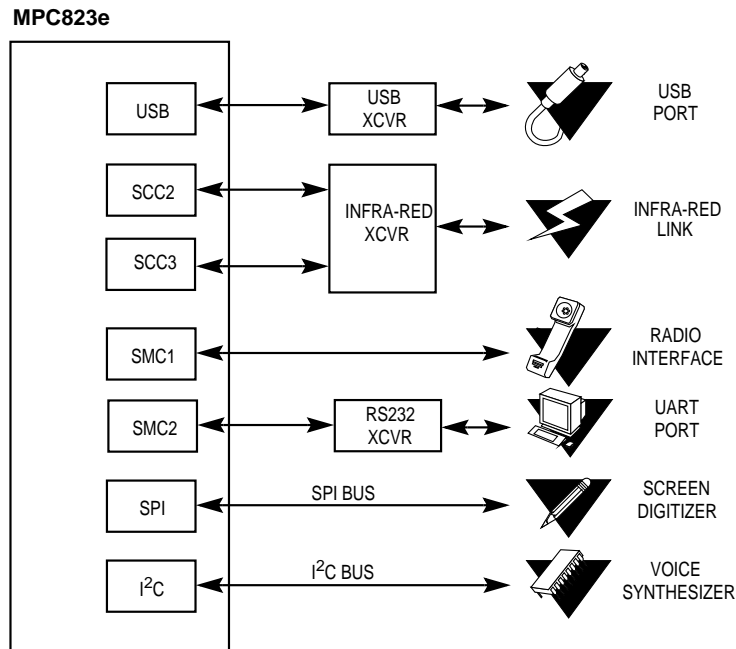 MPC823e
USB
USB
XCVR
USB
PORT
SCC2
INFRA-RED
XCVR
INFRA-RED
LINK
SCC3
SMC1
RADIO
INTERFACE
SMC2
RS232
XCVR
UART
PORT
SPI
SPI BUS
SCREEN
DIGITIZER
I²C
I²C BUS
VOICE
SYNTHESIZER